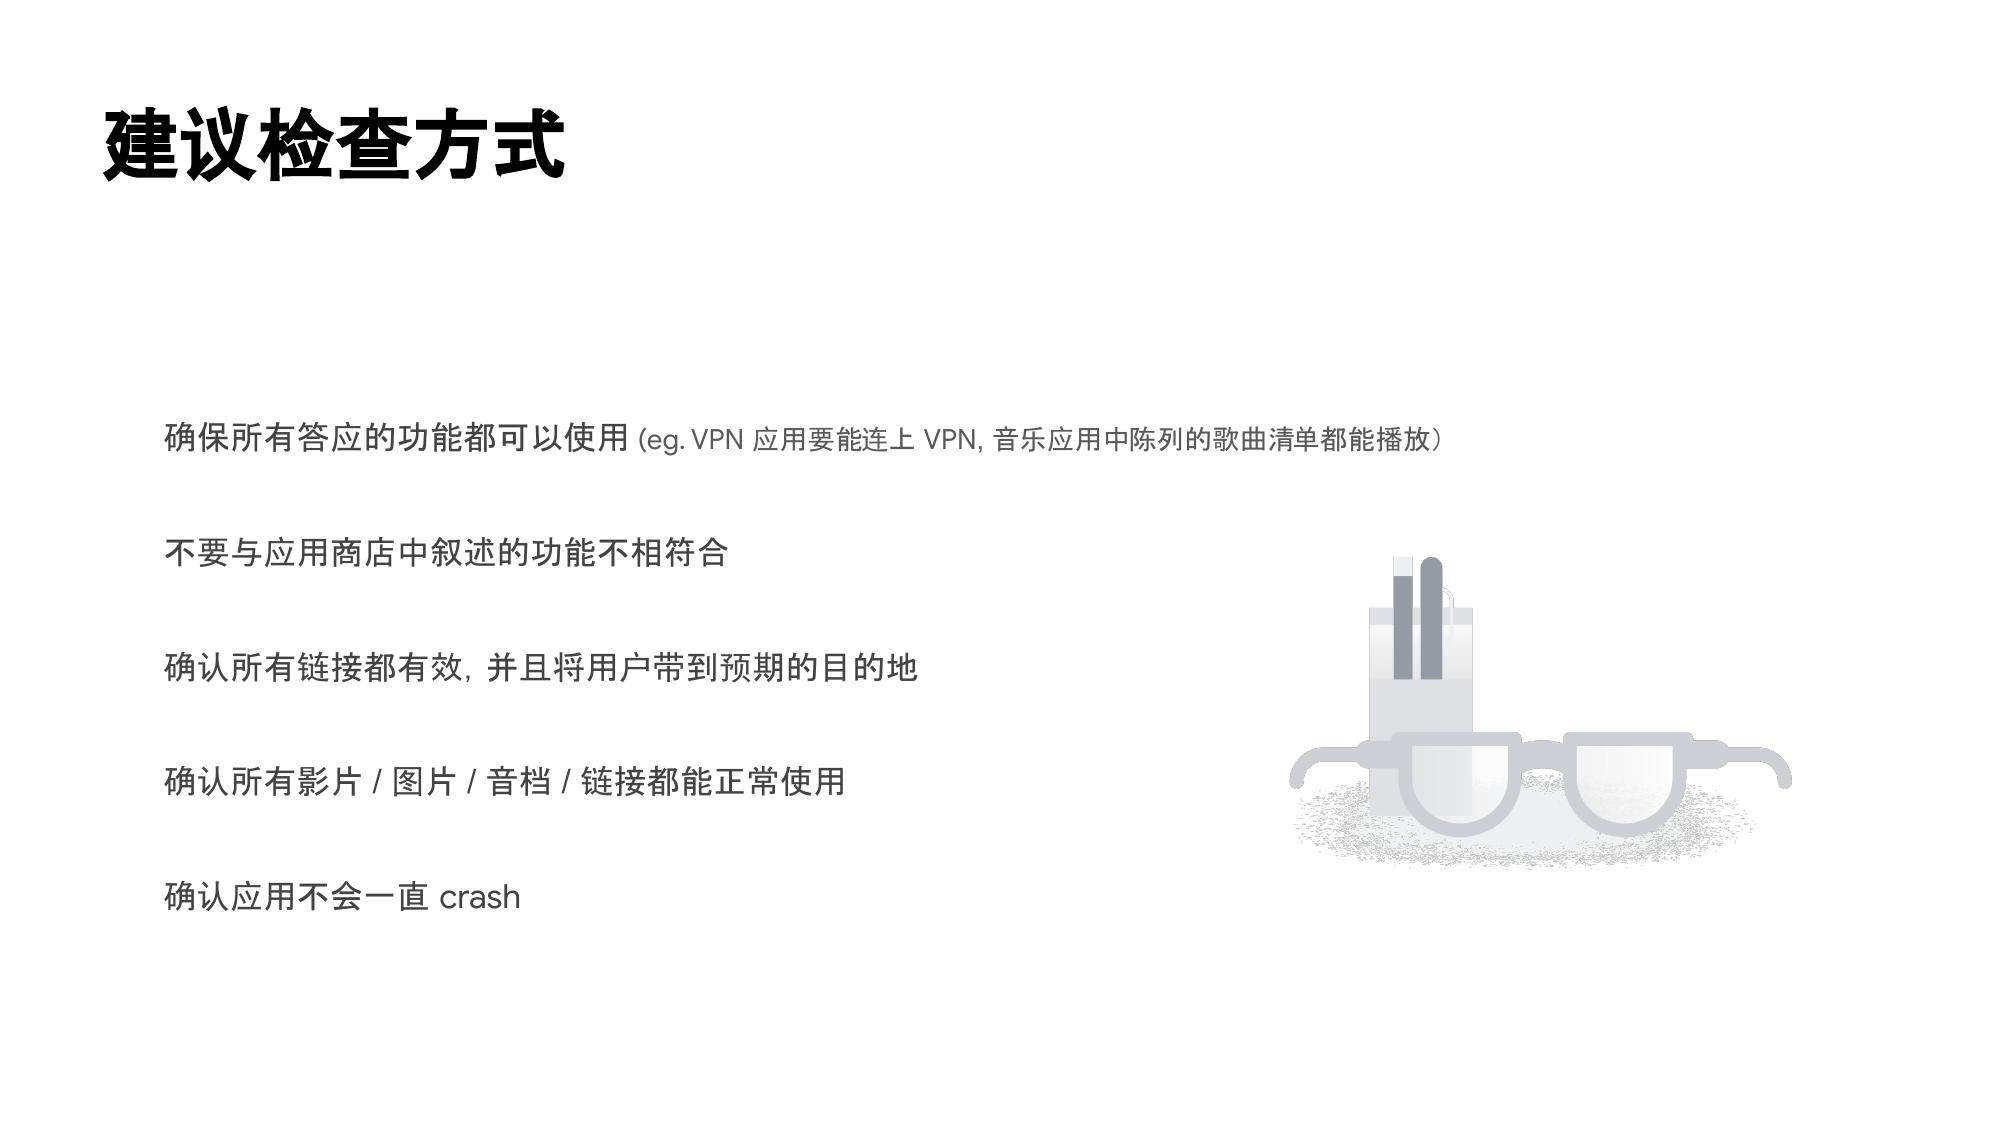 建议检查方式
确保所有答应的功能都可以使用 (eg. VPN 应用要能连上 VPN, 音乐应用中陈列的歌曲清单都能播放）
不要与应用商店中叙述的功能不相符合
确认所有链接都有效, 并且将用户带到预期的目的地
确认所有影片 / 图片 / 音档 / 链接都能正常使用
确认应用不会一直 crash